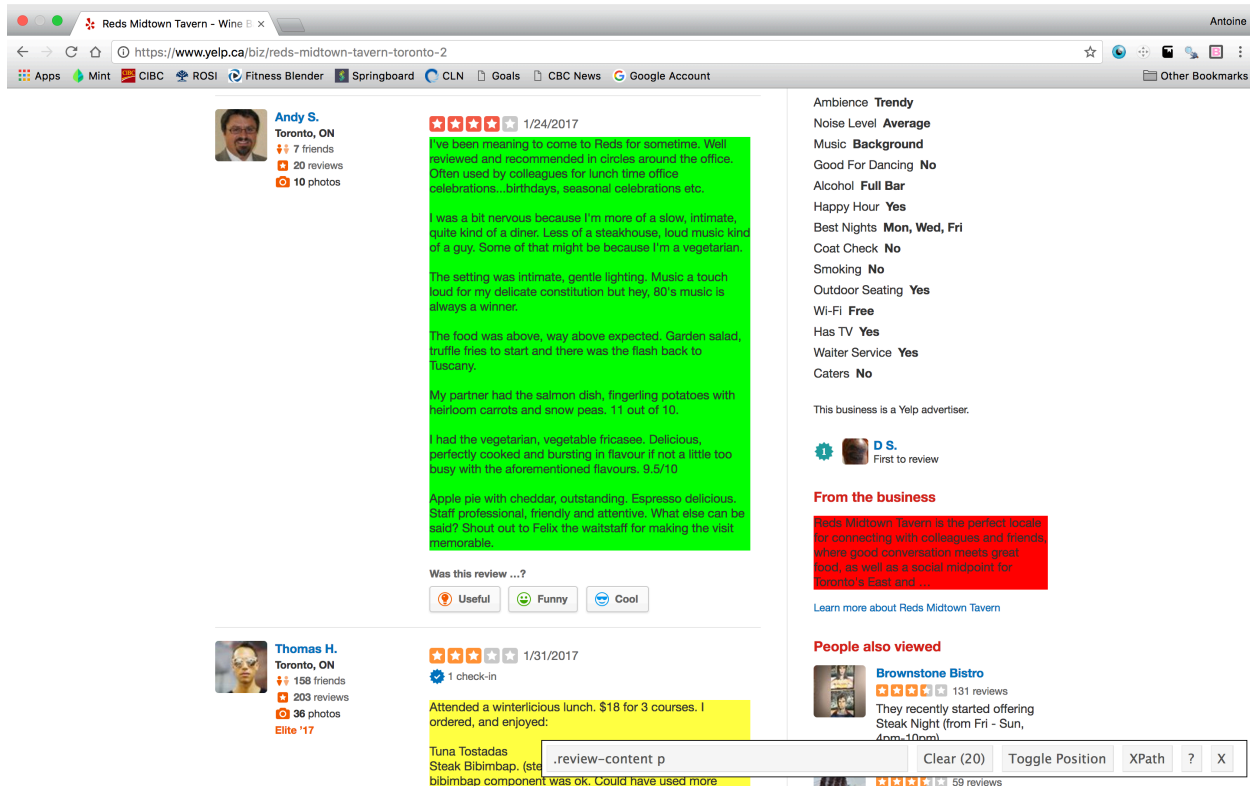 Reds Midtown Tavern - Wine B
Antoine
https://www.yelp.ca/biz/reds-midtown-tavern-toronto-2
Apps Mint CIBC ROSI Fitness Blender Springboard CLN Goals CBC News Google Account Other Bookmarks
Andy S.
Toronto, ON
7 friends
20 reviews
10 photos
1/24/2017
I've been meaning to come to Reds for sometime. Well
reviewed and recommended in circles around the office.
Often used by colleagues for lunch time office
celebrations...birthdays, seasonal celebrations etc.
I was a bit nervous because I'm more of a slow, intimate,
quite kind of a diner. Less of a steakhouse, loud music kind
of a guy. Some of that might be because I'm a vegetarian.
The setting was intimate, gentle lighting. Music a touch
loud for my delicate constitution but hey, 80's music is
always a winner.
The food was above, way above expected. Garden salad,
truffle fries to start and there was the flash back to
Tuscany.
My partner had the salmon dish, fingerling potatoes with
heirloom carrots and snow peas. 11 out of 10.
I had the vegetarian, vegetable fricasee. Delicious,
perfectly cooked and bursting in flavour if not a little too
busy with the aforementioned flavours. 9.5/10
Apple pie with cheddar, outstanding. Espresso delicious.
Staff professional, friendly and attentive. What else can be
said? Shout out to Felix the waitstaff for making the visit
memorable.
Was this review ...?
Useful Funny Cool
Thomas H.
Toronto, ON
158 friends
203 reviews
36 photos
Elite '17
1/31/2017
1 check-in
Attended a winterlicious lunch. $18 for 3 courses. I
ordered, and enjoyed:
Tuna Tostadas
Steak Bibimbap. (ste
bibimbap component was ok. Could have used more
Ambience Trendy
Noise Level Average
Music Background
Good For Dancing No
Alcohol Full Bar
Happy Hour Yes
Best Nights Mon, Wed, Fri
Coat Check No
Smoking No
Outdoor Seating Yes
Wi-Fi Free
Has TV Yes
Waiter Service Yes
Caters No
This business is a Yelp advertiser.
1
D S.
First to review
From the business
Reds Midtown Tavern is the perfect locale
for connecting with colleagues and friends,
where good conversation meets great
food, as well as a social midpoint for
Toronto's East and ...
Learn more about Reds Midtown Tavern
People also viewed
Brownstone Bistro
131 reviews
They recently started offering
Steak Night (from Fri - Sun,
4pm-10pm)
59 reviews
.review-content p
Clear (20) Toggle Position XPath ? X